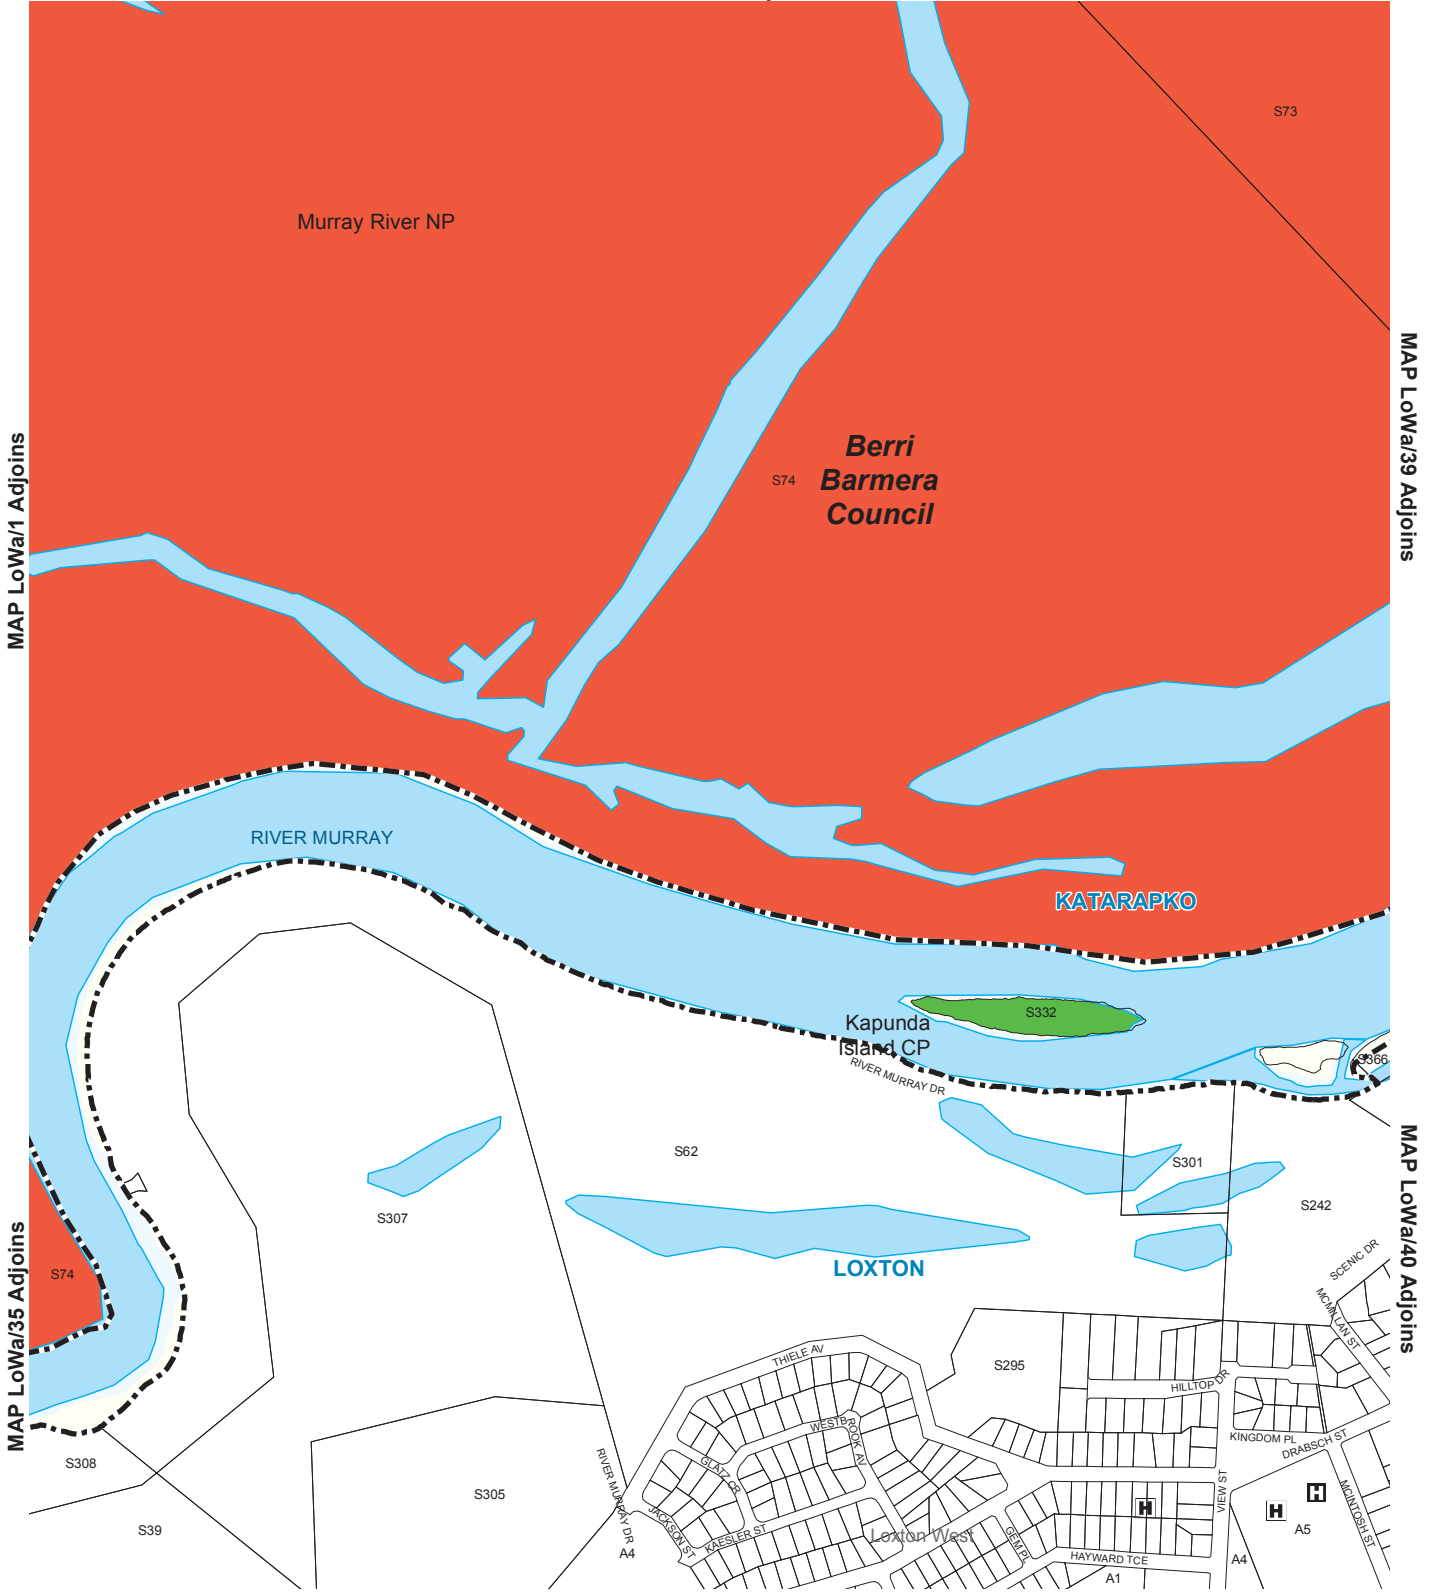 S73
Murray River NP
MAP LoWa/39 Adjoins
MAP LoWa/1 Adjoins
Berri
Barmera
Council
S74
RIVER MURRAY
KATARAPKO
S332
Kapunda
Island CP
RIVER MURRAY DR
S366
S62
S301
S242
S307
MAP LoWa/40 Adjoins
MAP LoWa/35 Adjoins
S74
LOXTON
SCENIC DR
MCMILLAN ST
THIELE AV
S295
HILLTOP DR
WESTB
ROOK AV
KINGDOM PL
DRABSCH ST
S308
GLATZ CR
RIVER MURRAY DR
S305
VIEW ST
MCINTOSH ST
H
H
H
JACKSON ST
KAESLER ST
Loxton West
GEM PL
S39
A5
A4
HAYWARD TCE
A4
A1